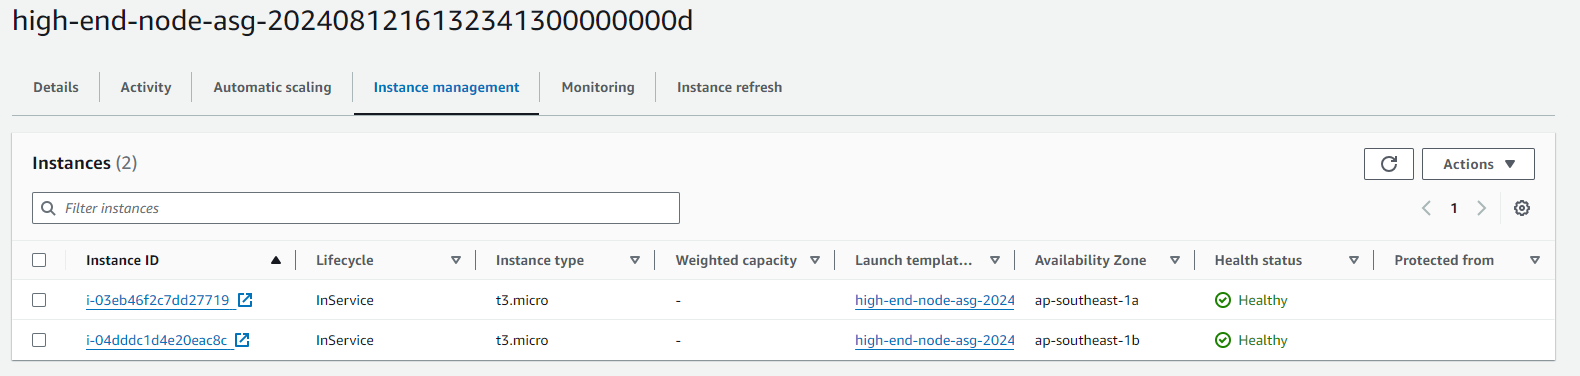 high-end-node-asg-20240812161323413000000000d
Details Activity Automatic scaling Instance management Monitoring Instance refresh
Instances (2)
Actions
Filter instances
1
Instance ID Lifecycle Instance type Weighted capacity Launch templat... Availability Zone Health status Protected from
i-03eb46f2c7dd27719 InService t3.micro - high-end-node-asg-2024 ap-southeast-1a Healthy
i-04dddc1d4e20eac8c InService t3.micro - high-end-node-asg-2024 ap-southeast-1b Healthy